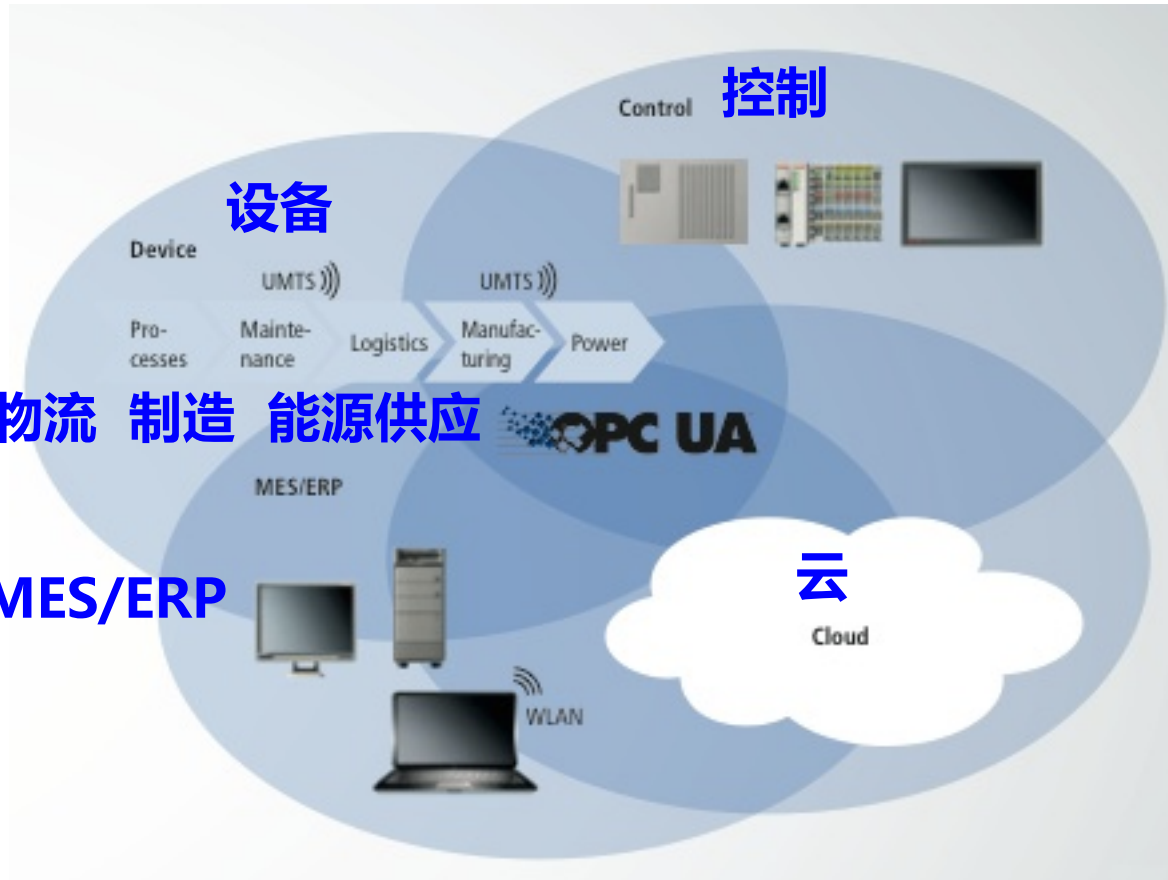 Control 控制
设备
Device
UMTS UMTS
Pro-
cesses
Mainte-
nance
Logistics
Manufac-
turing
Power
物流 制造 能源供应
OPC UA
MES/ERP
云
MES/ERP
Cloud
WLAN